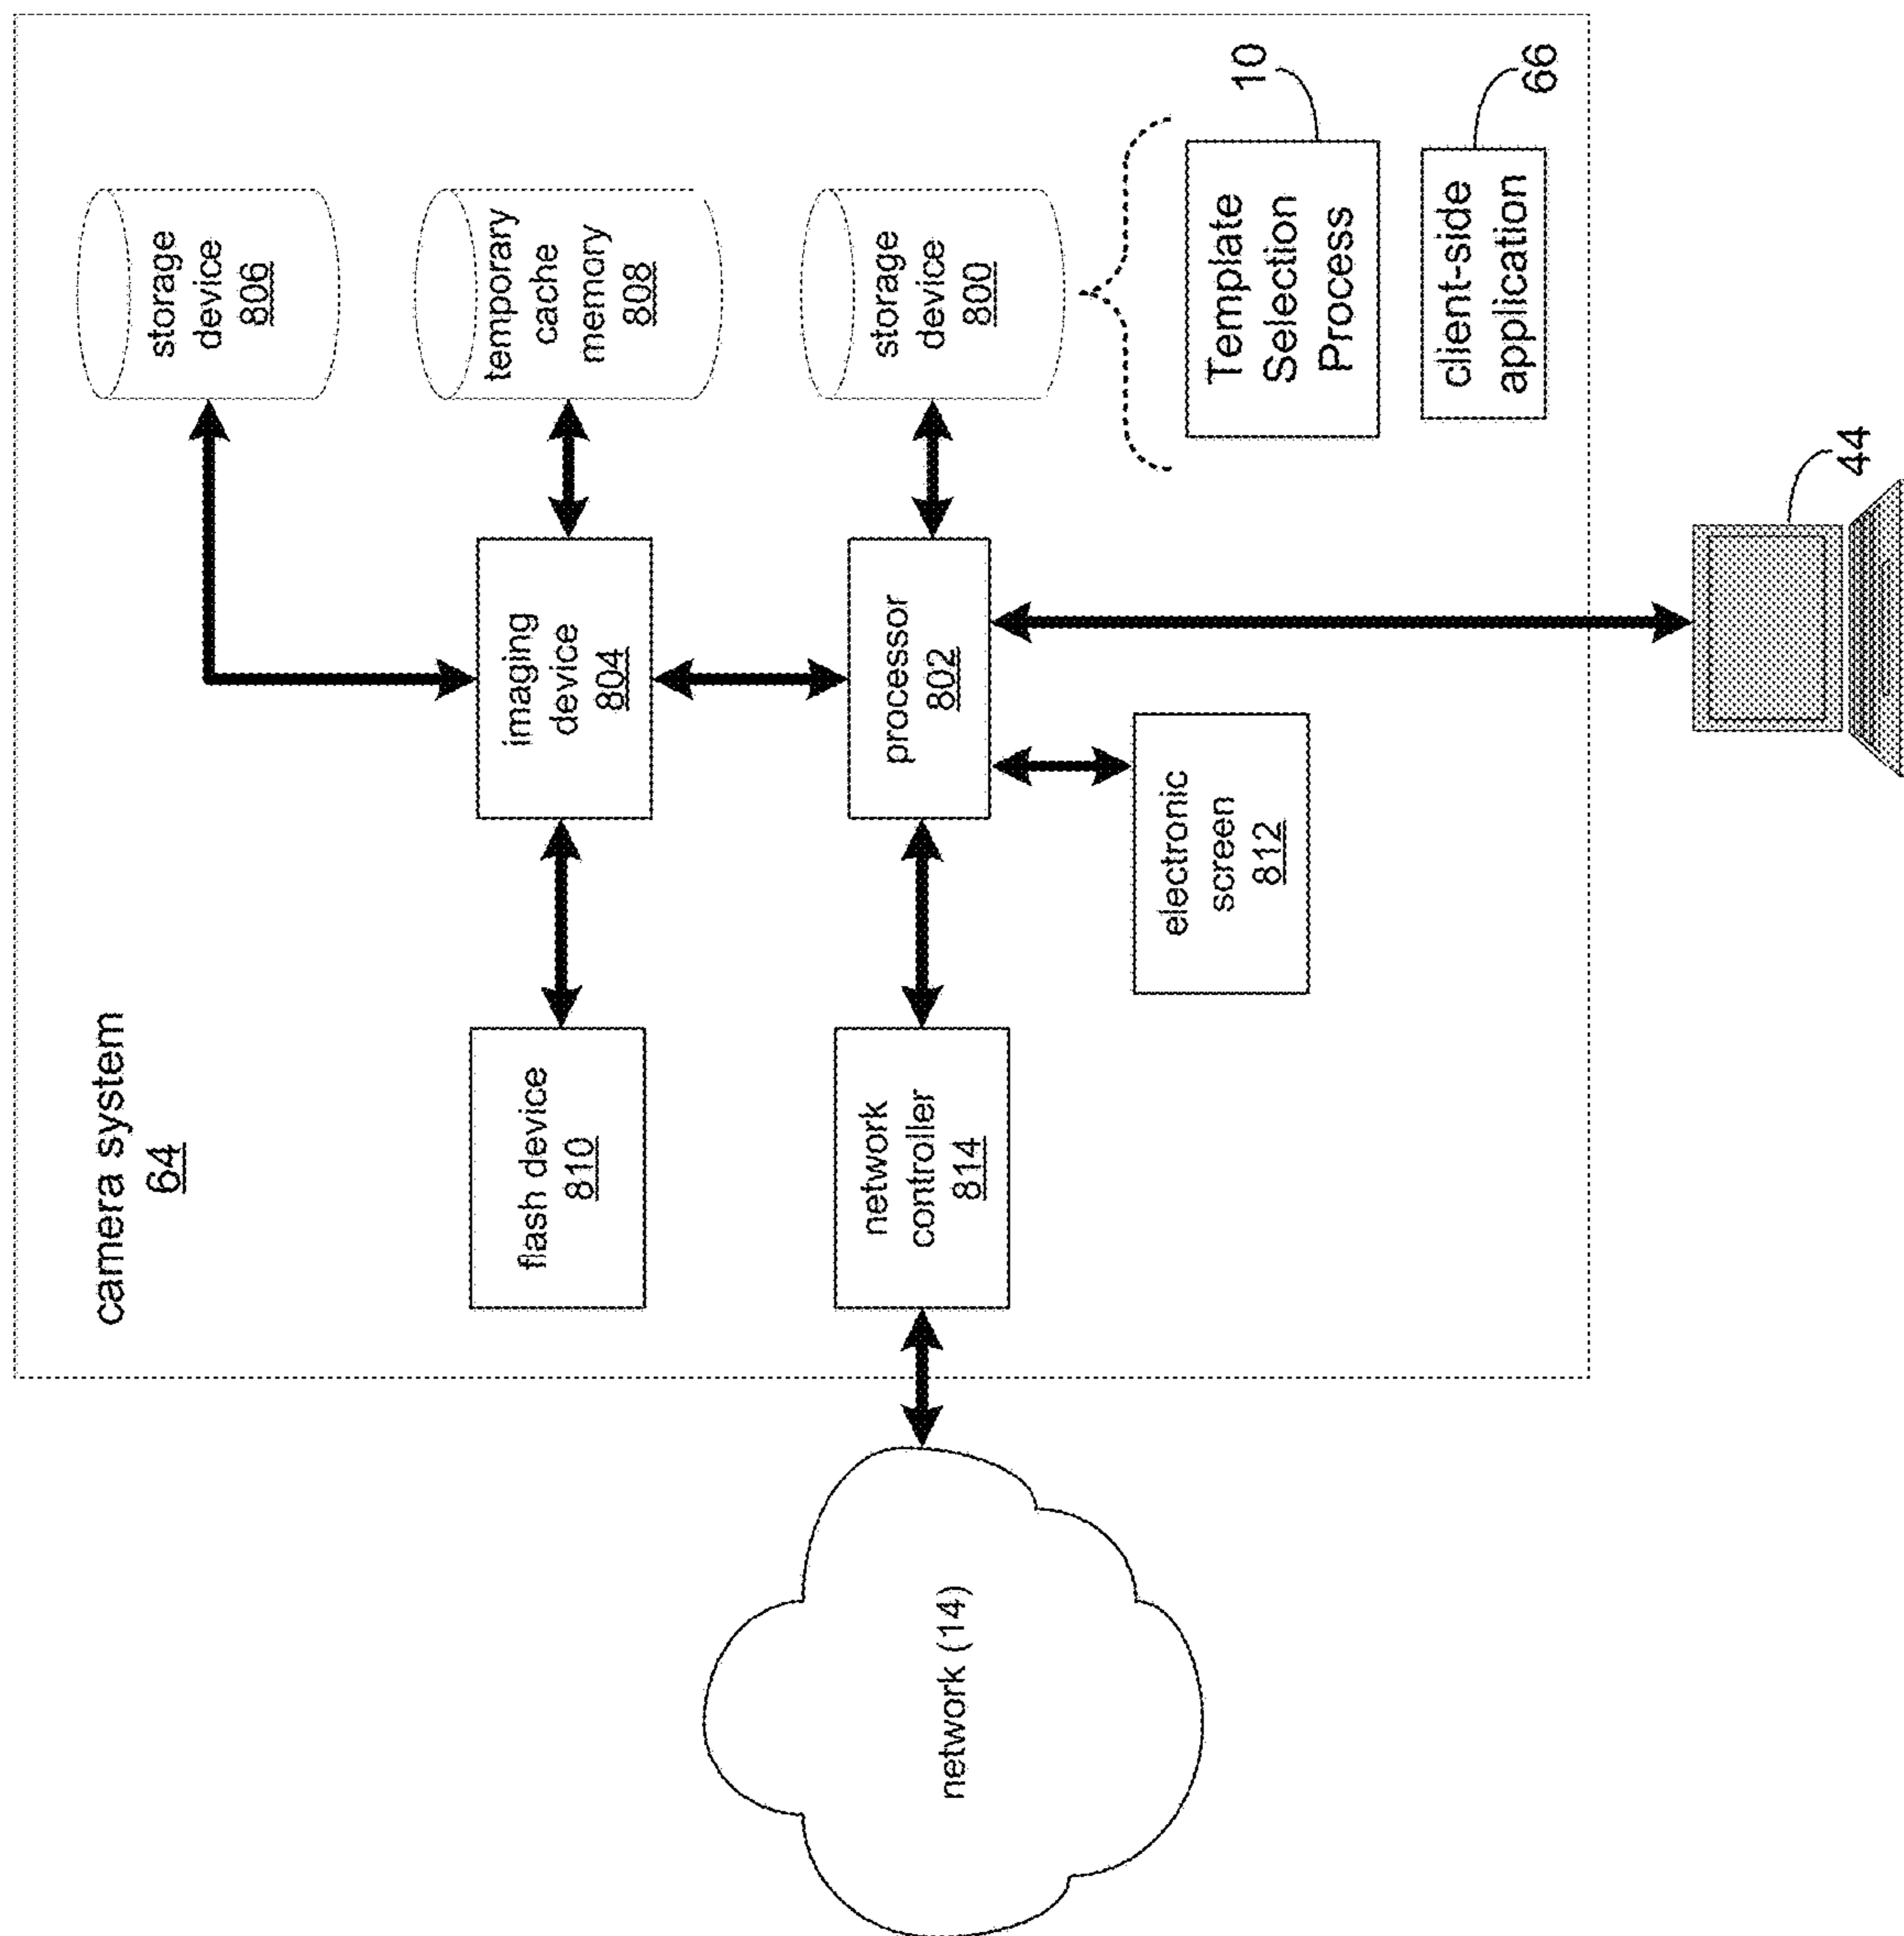 camera system
64
storage
device
806
temporary
cache
memory
808
storage
device
800
imaging
device
804
processor
802
flash device
810
network
controller
814
electronic
screen
812
network (14)
Template
Selection
Process
10
client-side
application
66
44